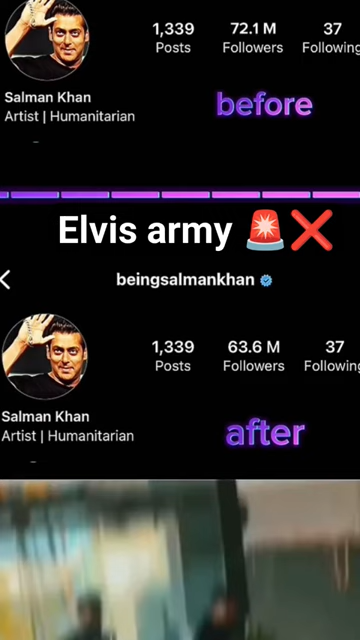 1,339 72.1 M 37
Posts Followers Following
Salman Khan
Artist | Humanitarian
before
Elvis army 🚨❌
beingsalmankhan
1,339 63.6 M 37
Posts Followers Following
Salman Khan
Artist | Humanitarian
after